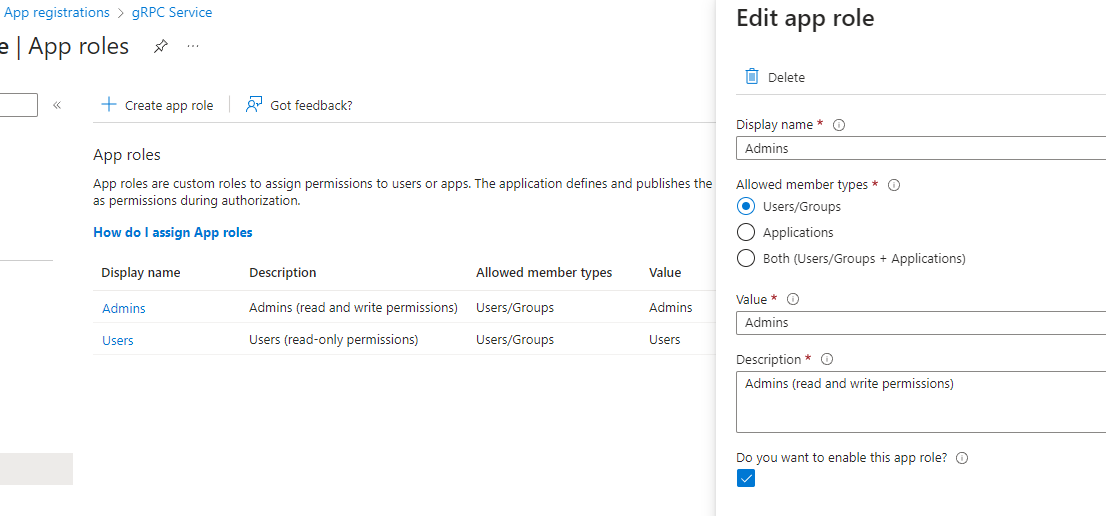 App registrations > gRPC Service
e | App roles
Create app role
Got feedback?
App roles
App roles are custom roles to assign permissions to users or apps. The application defines and publishes the
as permissions during authorization.
How do I assign App roles
Display name Description Allowed member types Value
Admins Admins (read and write permissions) Users/Groups Admins
Users Users (read-only permissions) Users/Groups Users
Edit app role
Delete
Display name *
Admins
Allowed member types *
Users/Groups
Applications
Both (Users/Groups + Applications)
Value *
Admins
Description *
Admins (read and write permissions)
Do you want to enable this app role?